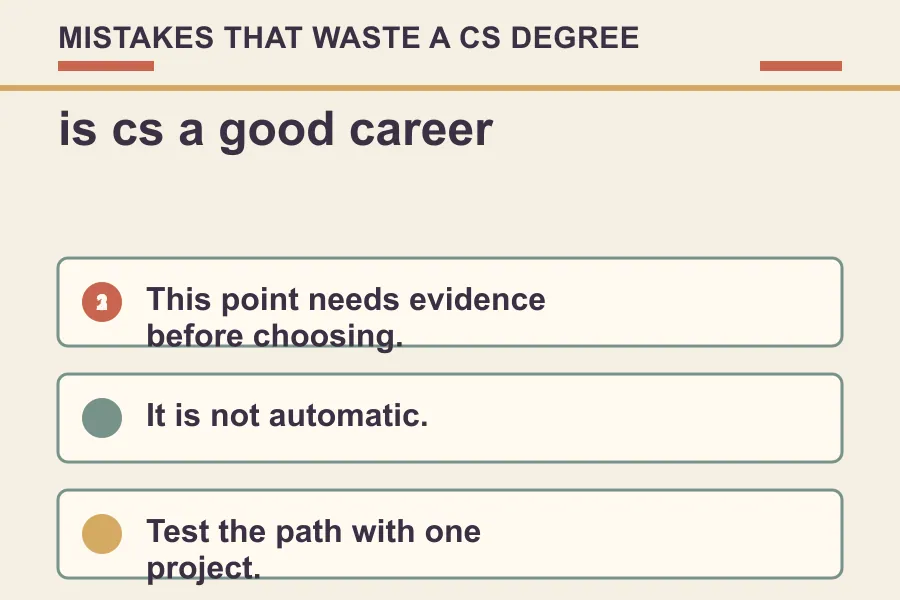 MISTAKES THAT WASTE A CS DEGREE
is cs a good career
This point needs evidence
before choosing.
It is not automatic.
Test the path with one
project.